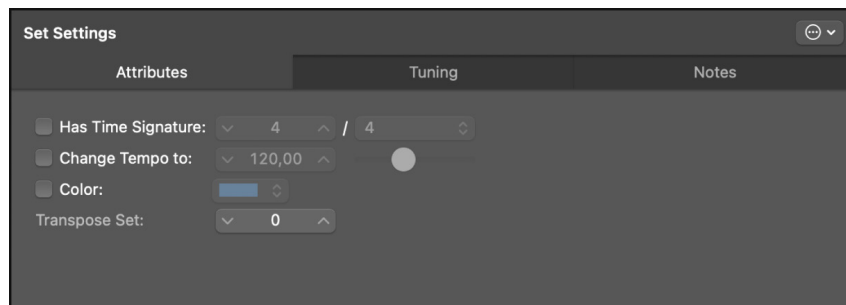 Set Settings
Attributes Tuning Notes
Has Time Signature: 4 / 4
Change Tempo to: 120,00
Color:
Transpose Set: 0